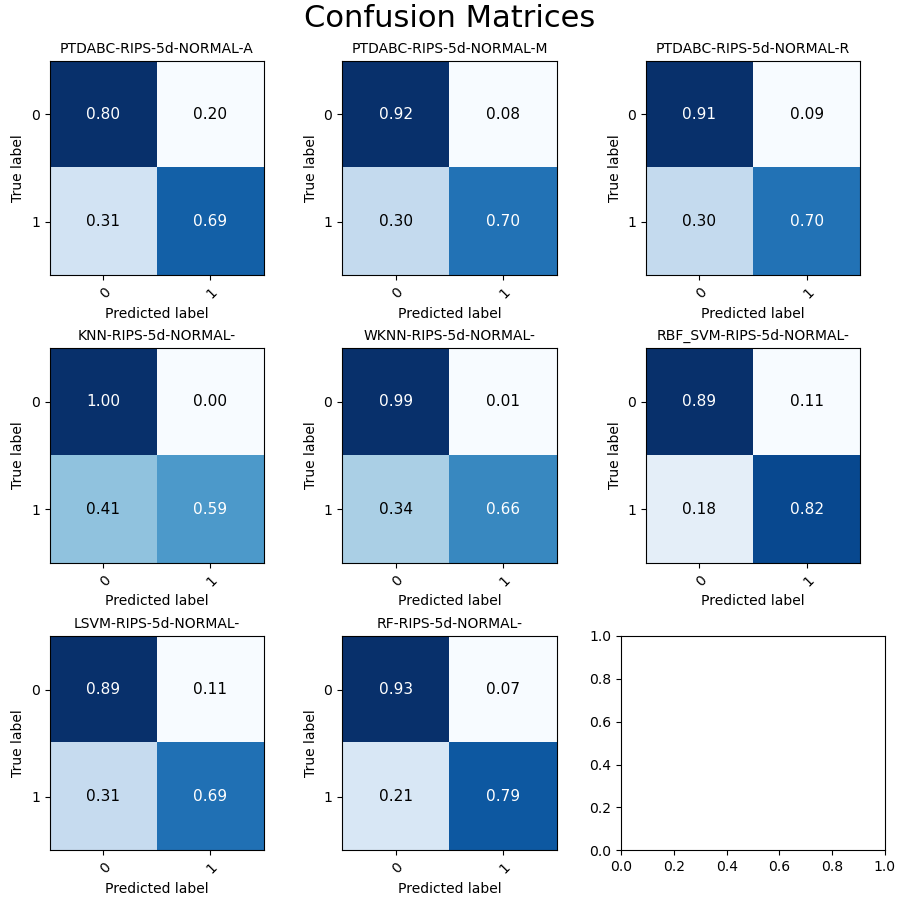 Confusion Matrices
PTDABC-RIPS-5d-NORMAL-A
0.80 0.20
0.31 0.69
0
1
True label
0 1
Predicted label
PTDABC-RIPS-5d-NORMAL-M
0.92 0.08
0.30 0.70
True label
0 1
Predicted label
PTDABC-RIPS-5d-NORMAL-R
0.91 0.09
0.30 0.70
0
1
True label
0 1
Predicted label
KNN-RIPS-5d-NORMAL-
1.00 0.00
0.41 0.59
0
1
True label
0 1
Predicted label
WKNN-RIPS-5d-NORMAL-
0.99 0.01
0.34 0.66
0
1
True label
0 1
Predicted label
RBF_SVM-RIPS-5d-NORMAL-
0.89 0.11
0.18 0.82
0
1
True label
0 1
Predicted label
LSVM-RIPS-5d-NORMAL-
0.89 0.11
0.31 0.69
0
1
True label
0 1
Predicted label
RF-RIPS-5d-NORMAL-
0.93 0.07
0.21 0.79
0
1
True label
0 1
Predicted label
1.0
0.8
0.6
0.4
0.2
0.0
0.0 0.2 0.4 0.6 0.8 1.0